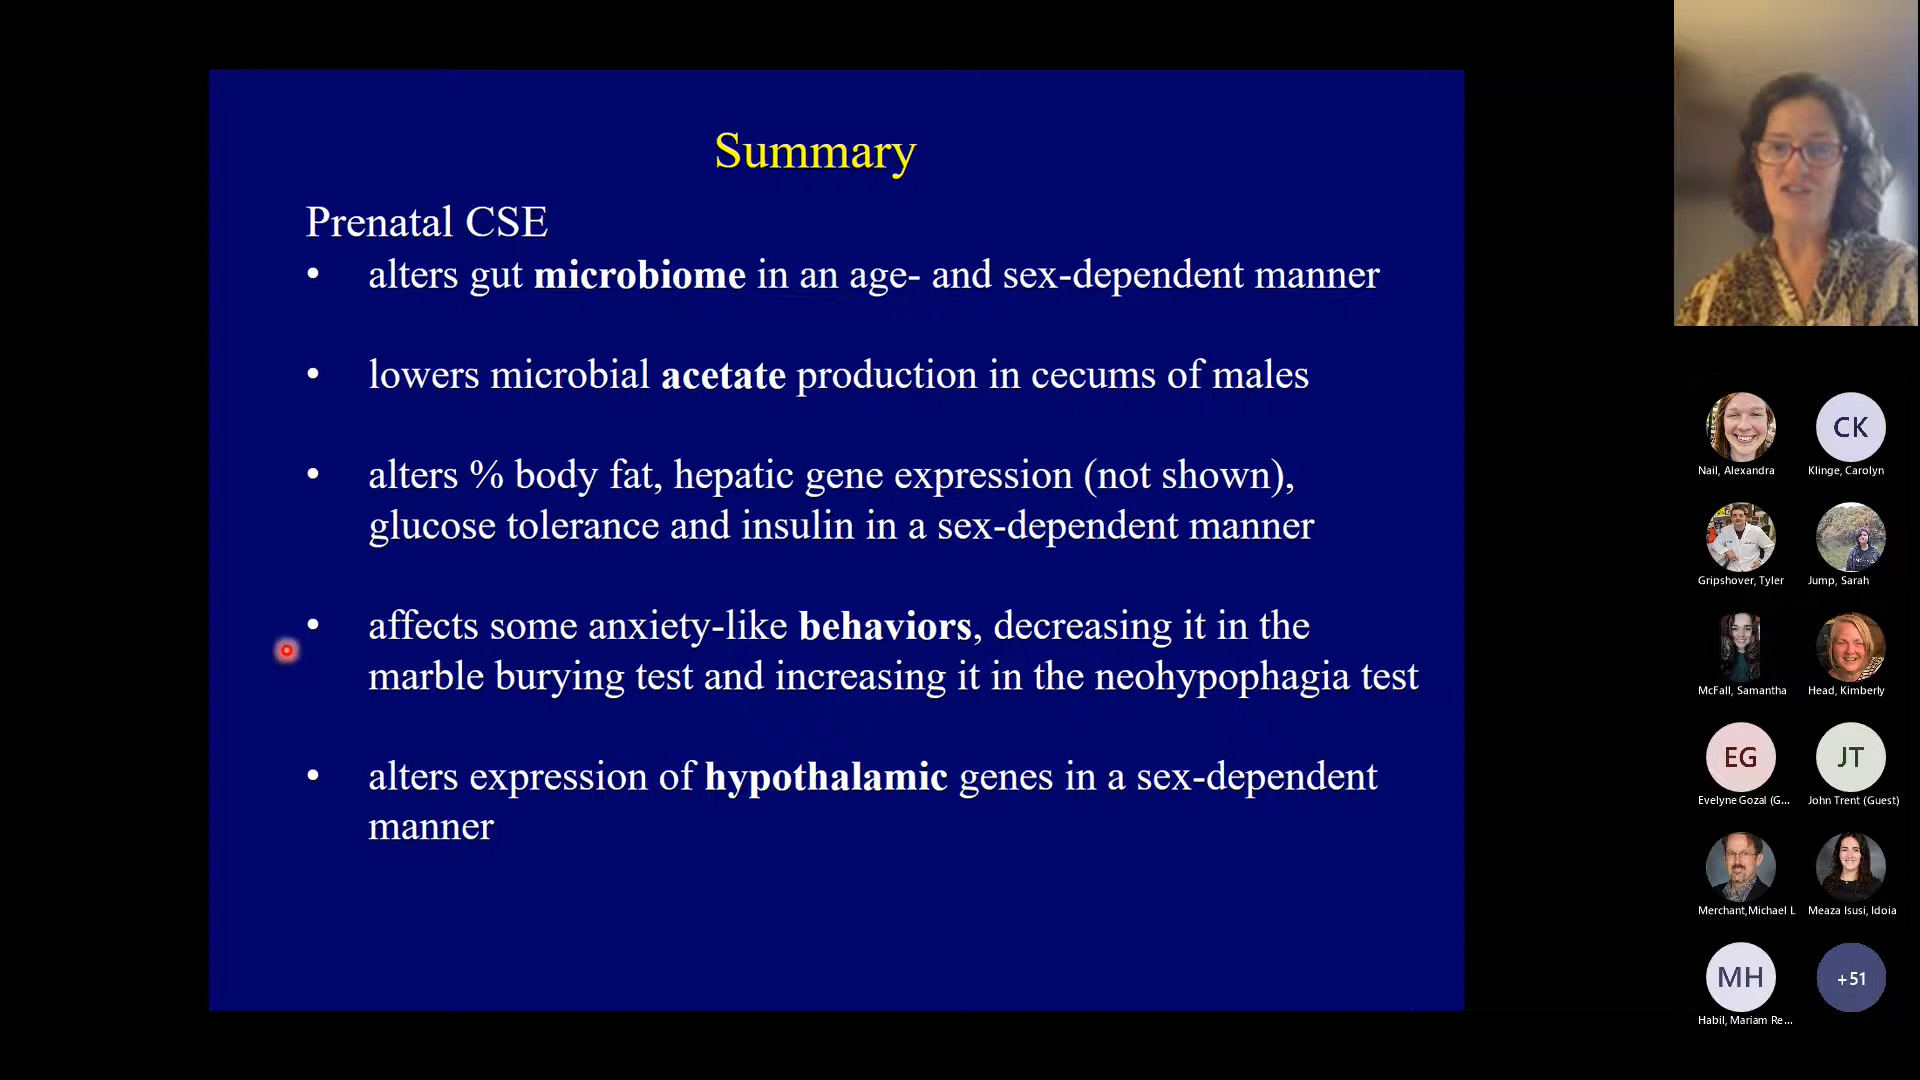 Summary
Prenatal CSE
• alters gut microbiome in an age- and sex-dependent manner
• lowers microbial acetate production in cecums of males
• alters % body fat, hepatic gene expression (not shown),
glucose tolerance and insulin in a sex-dependent manner
• affects some anxiety-like behaviors, decreasing it in the
marble burying test and increasing it in the neohypophagia test
• alters expression of hypothalamic genes in a sex-dependent
manner
CK
Nail, Alexandra
Klinge, Carolyn
Gripshover, Tyler
Jump, Sarah
McFall, Samantha
Head, Kimberly
EG
JT
Evelyne Gozal (G...
John Trent (Guest)
Merchant,Michael L
Meaza Isusi, Idoia
MH
+51
Habil, Mariam Re...